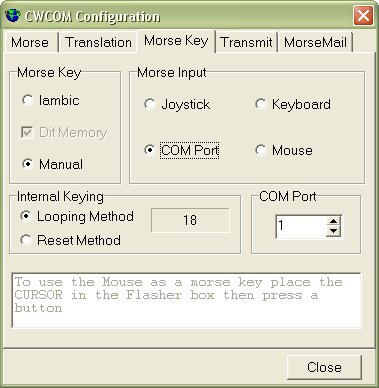 CWCOM Configuration
Morse Translation Morse Key Transmit MorseMail
Morse Key
Iambic
Dit Memory
Manual
Morse Input
Joystick Keyboard
COM Port Mouse
Internal Keying
Looping Method 18
Reset Method
COM Port
1
To use the Mouse as a morse key place the
CURSOR in the Flasher box then press a
button
Close